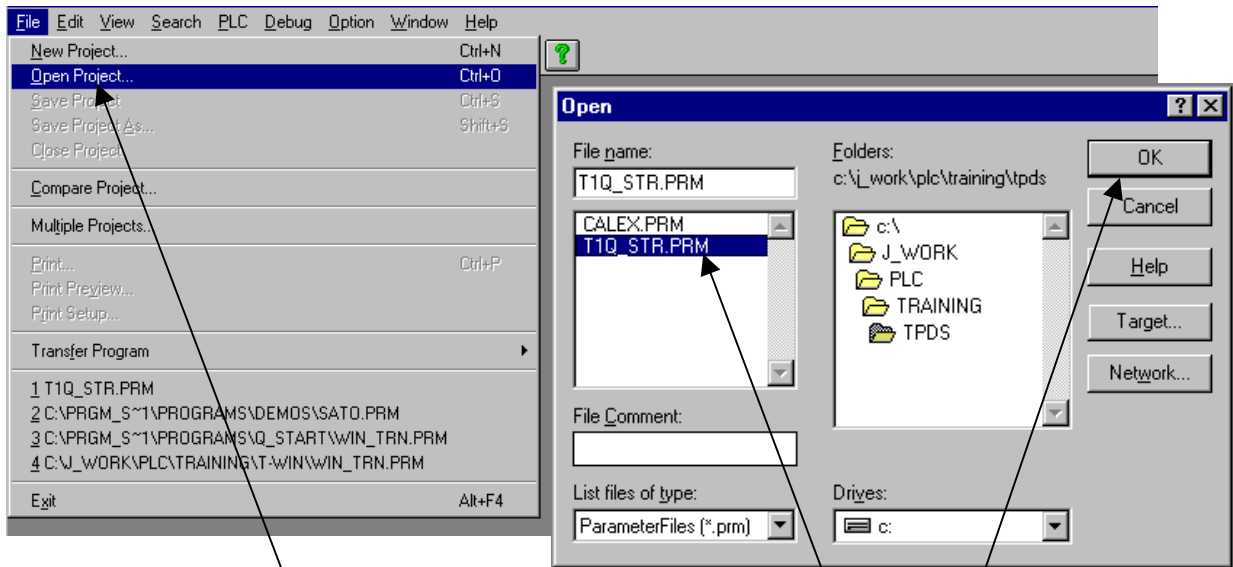 File Edit View Search PLC Debug Option Window Help
New Project... Ctrl+N
Open Project... Ctrl+O
Save Project Ctrl+S
Save Project As... Shift+S
Close Project
Compare Project...
Multiple Projects...
Print... Ctrl+P
Print Preview...
Print Setup...
Transfer Program
1 T1Q_STR.PRM
2 C:\PRGM_S~1\PROGRAMS\DEMOS\SATO.PRM
3 C:\PRGM_S~1\PROGRAMS\Q_START\WIN_TRN.PRM
4 C:\J_WORK\PLC\TRAINING\T-WIN\WIN_TRN.PRM
Exit Alt+F4
?
Open ? X
File name:
T1Q_STR.PRM
CALEX.PRM
T1Q_STR.PRM
File Comment:
List files of type:
ParameterFiles (*.prm)
Folders:
c:\j_work\plc\training\tpds
c:\
J_WORK
PLC
TRAINING
TPDS
Drives:
c:
OK
Cancel
Help
Target...
Network...